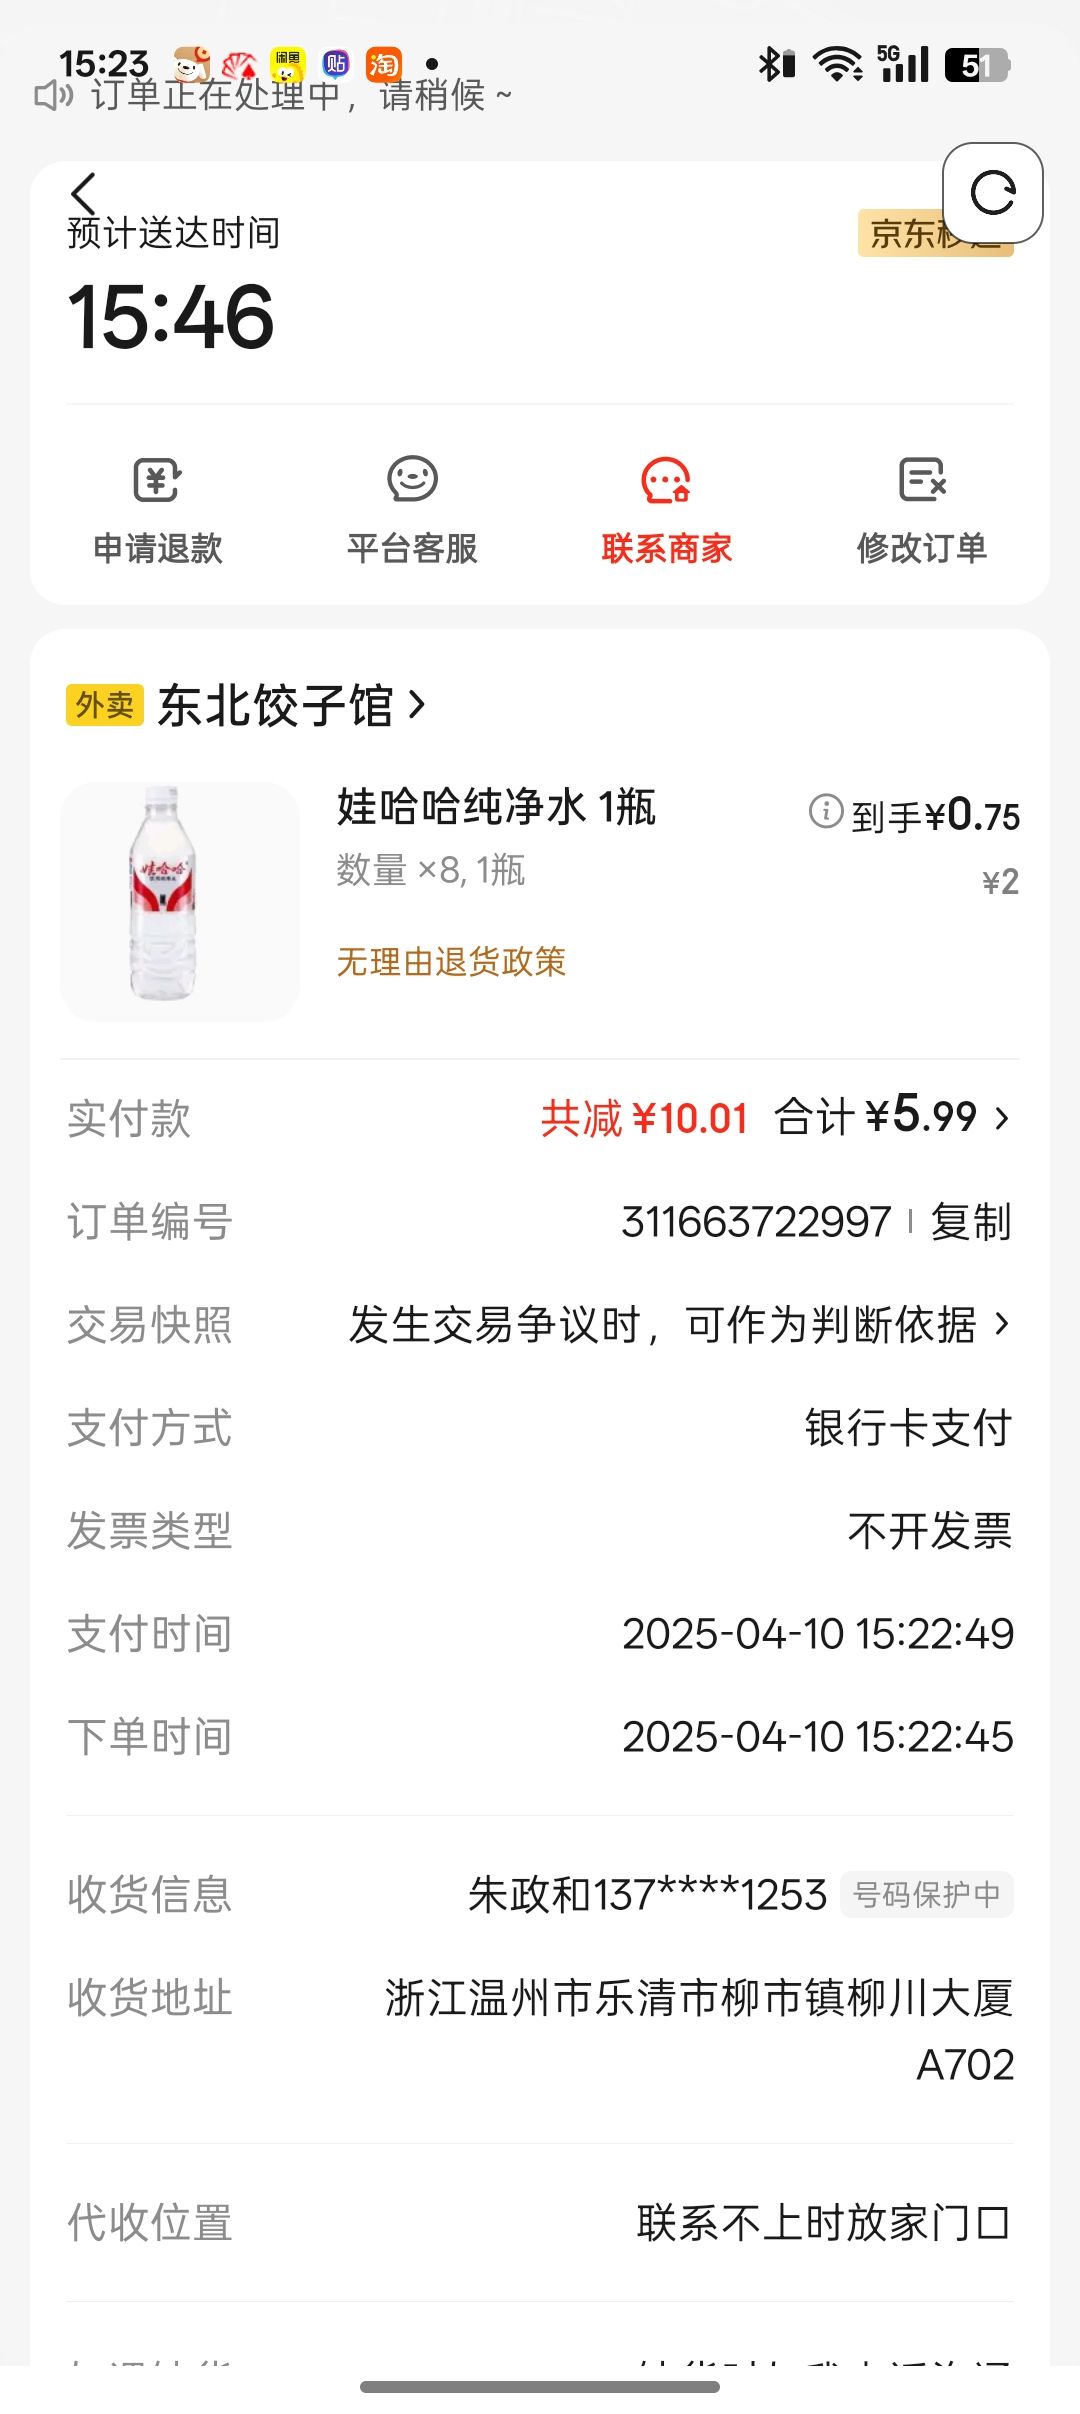 15:23
闲鱼
贴
淘
5G
51
订单正在处理中，请稍候 ~
预计送达时间
京东秒送
15:46
申请退款
平台客服
联系商家
修改订单
外卖 东北饺子馆
娃哈哈
娃哈哈纯净水 1瓶
到手¥0.75
数量 ×8, 1瓶
¥2
无理由退货政策
实付款 共减 ¥10.01 合计 ¥5.99
订单编号 311663722997 | 复制
交易快照 发生交易争议时，可作为判断依据
支付方式 银行卡支付
发票类型 不开发票
支付时间 2025-04-10 15:22:49
下单时间 2025-04-10 15:22:45
收货信息 朱政和137****1253 号码保护中
收货地址 浙江温州市乐清市柳市镇柳川大厦
A702
代收位置 联系不上时放家门口